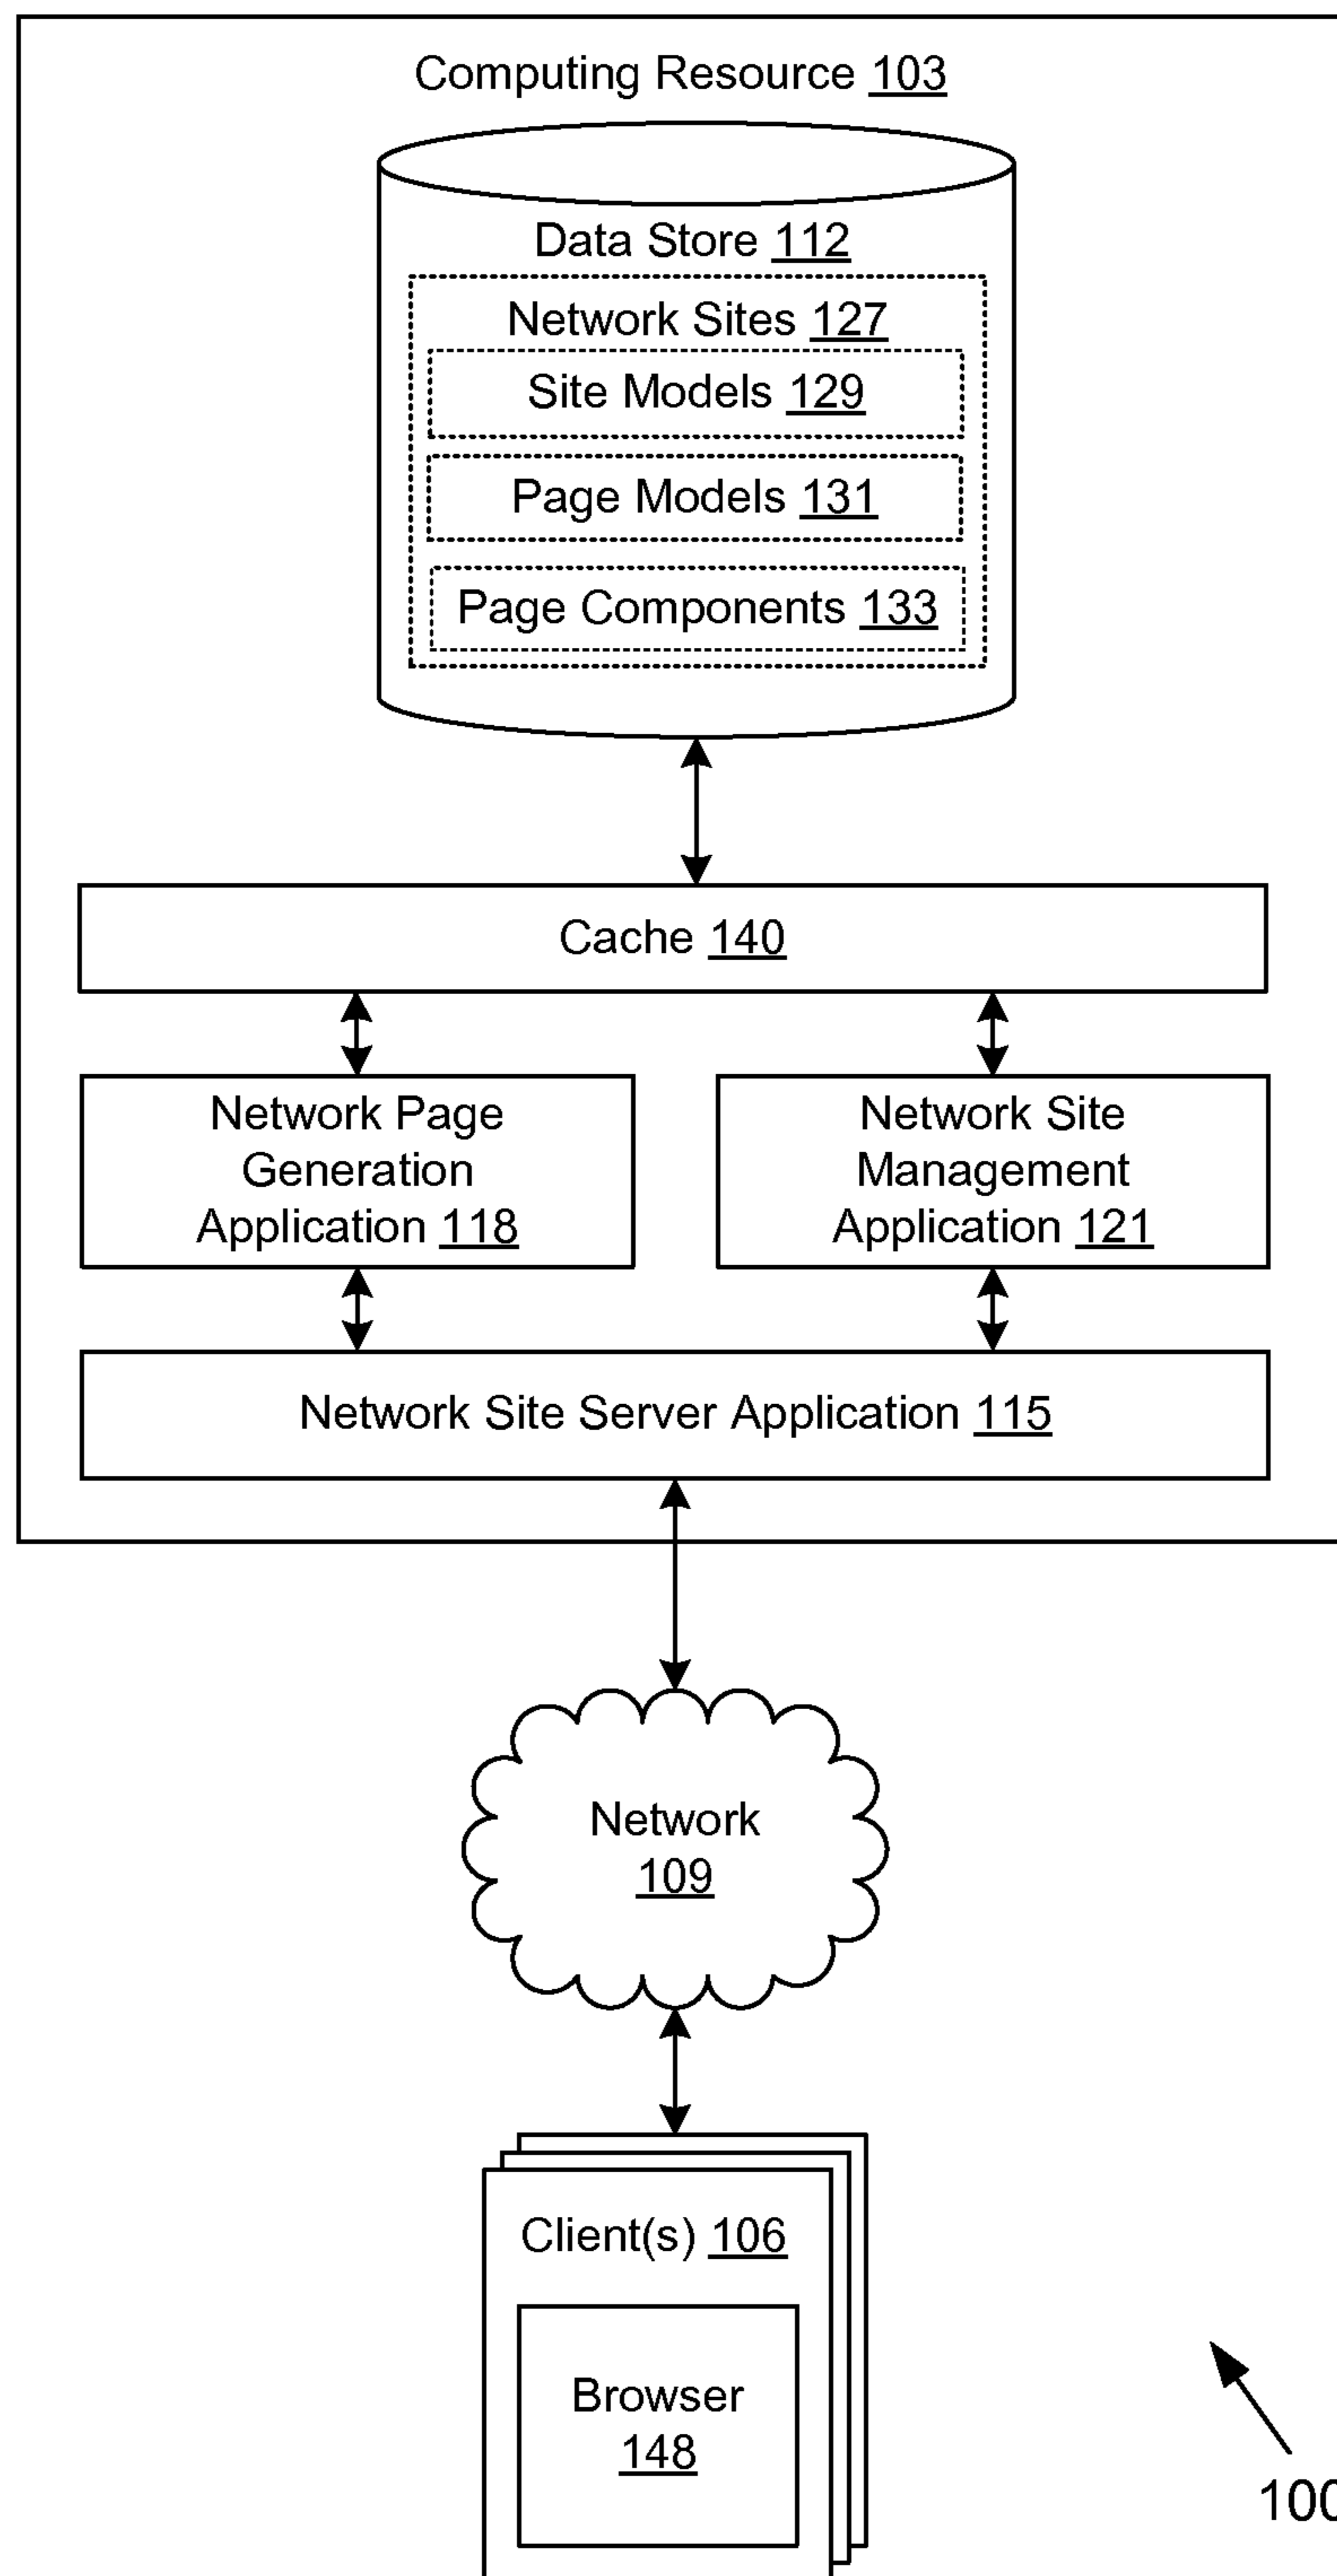 Computing Resource 103
Data Store 112
Network Sites 127
Site Models 129
Page Models 131
Page Components 133
Cache 140
Network Page
Generation
Application 118
Network Site
Management
Application 121
Network Site Server Application 115
Network
109
Client(s) 106
Browser
148
100